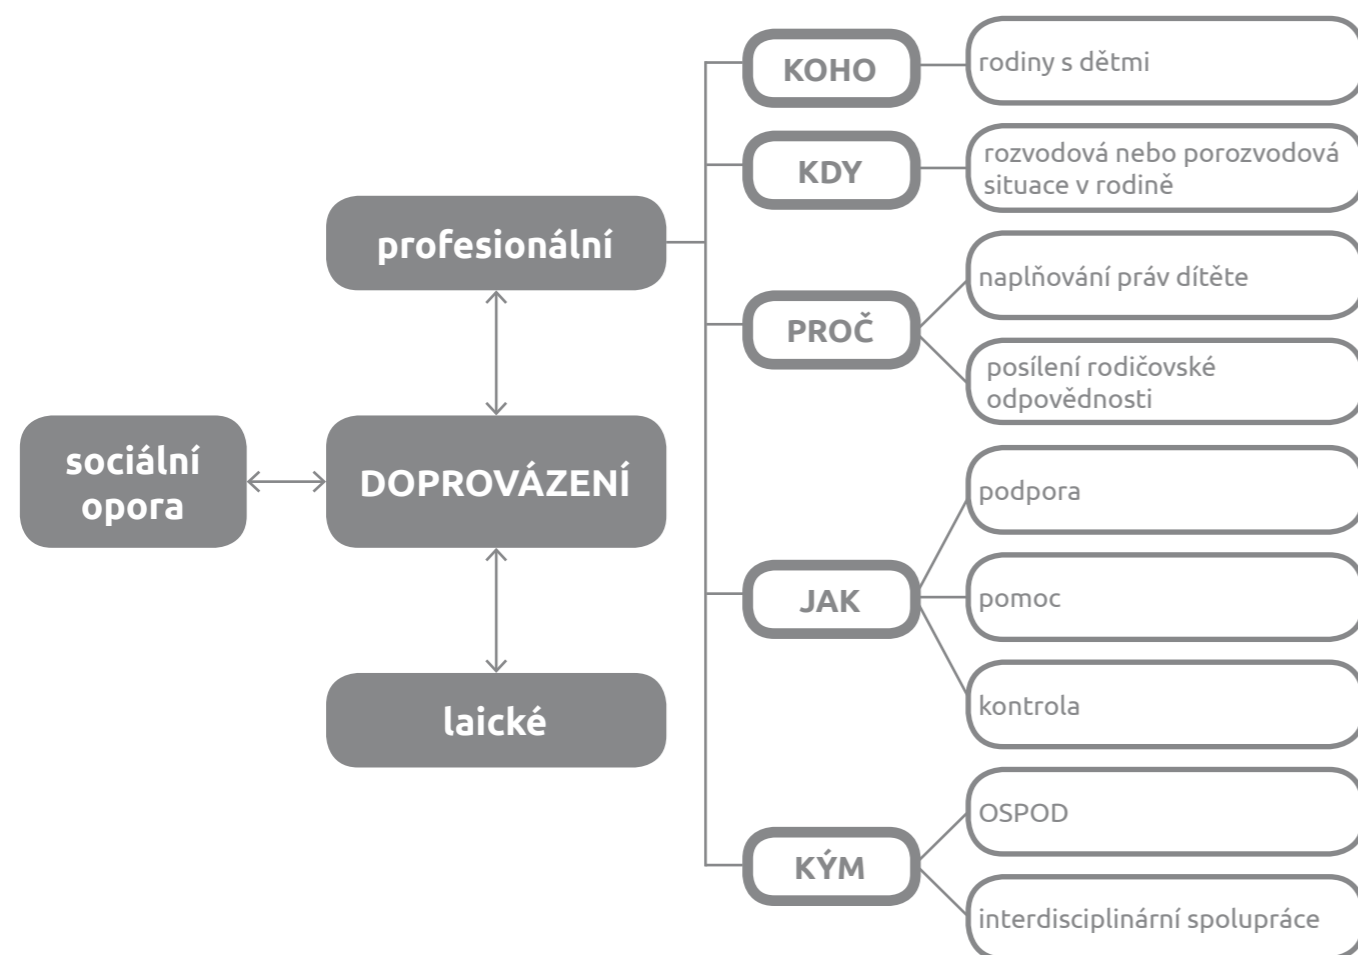 sociální
opora
DOPROVÁZENÍ
profesionální
laické
KOHO
rodiny s dětmi
KDY
rozvodová nebo porozvodová
situace v rodině
PROČ
naplňování práv dítěte
posílení rodičovské
odpovědnosti
JAK
podpora
pomoc
kontrola
KÝM
OSPOD
interdisciplinární spolupráce